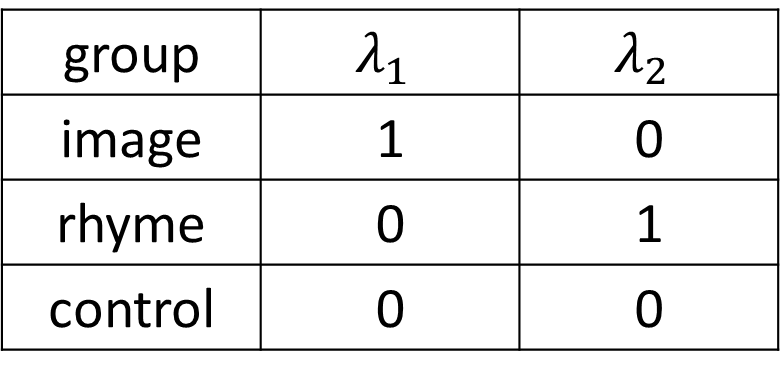 group λ₁ λ₂
image 1 0
rhyme 0 1
control 0 0